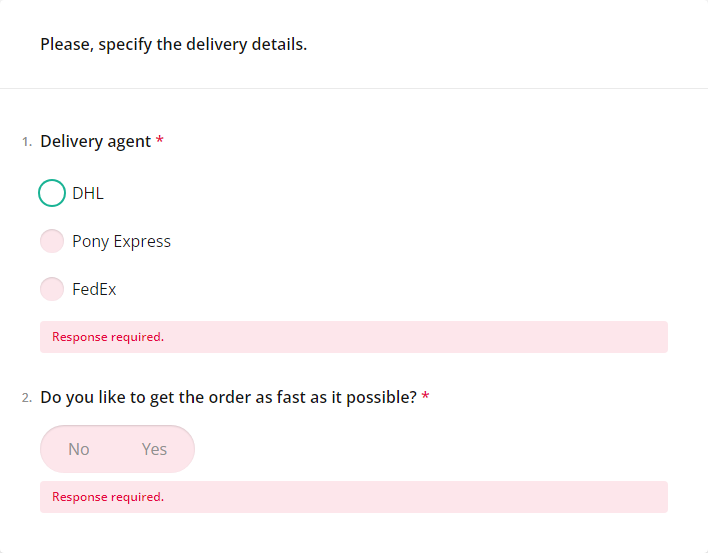 Please, specify the delivery details.
1. Delivery agent *
DHL
Pony Express
FedEx
Response required.
2. Do you like to get the order as fast as it possible? *
No Yes
Response required.